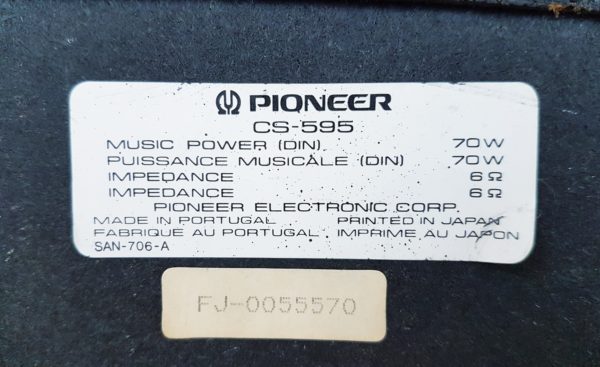 PIONEER
CS-595
MUSIC POWER (DIN) 70W
PUISSANCE MUSICALE (DIN) 70W
IMPEDANCE 6Ω
IMPEDANCE 6Ω
PIONEER ELECTRONIC CORP.
MADE IN PORTUGAL PRINTED IN JAPAN
FABRIQUE AU PORTUGAL IMPRIME AU JAPON
SAN-706-A
FJ-0055570